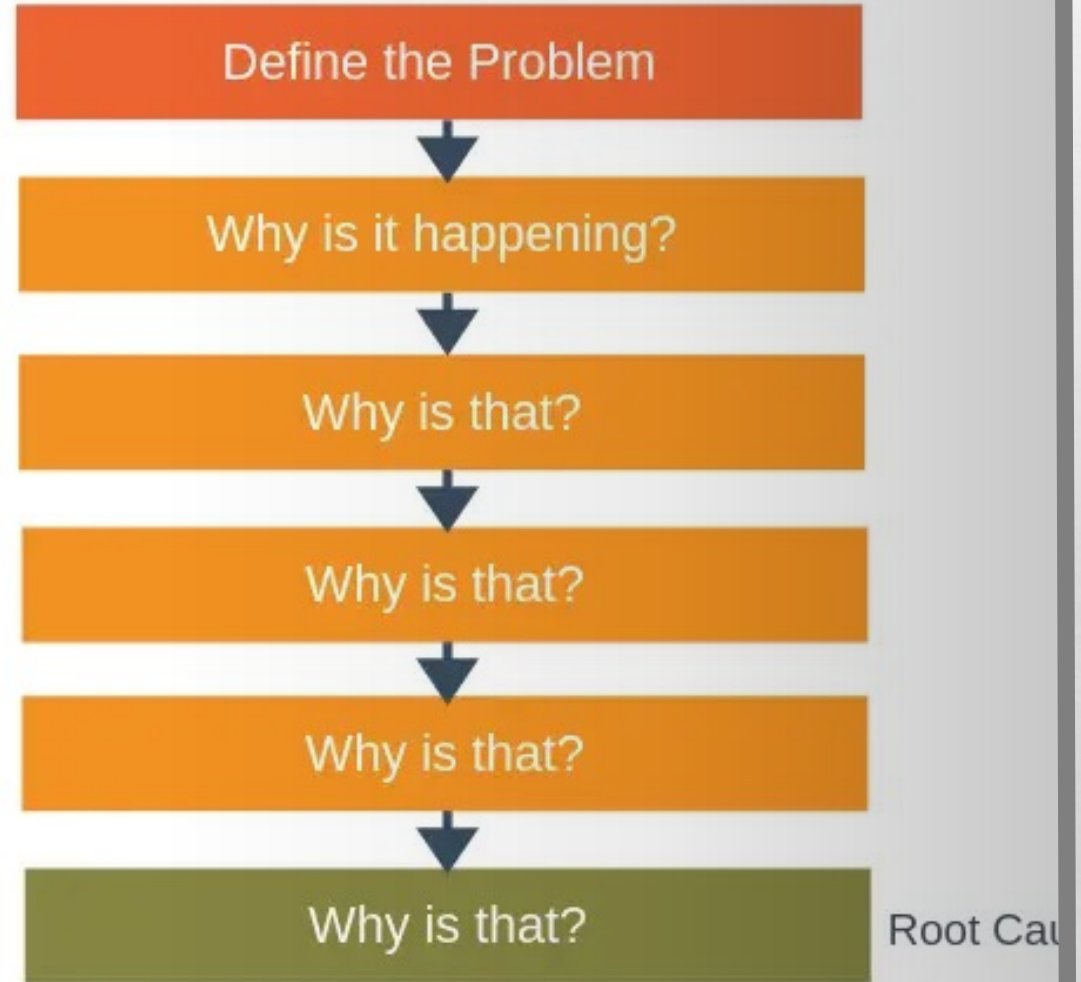 Define the Problem
Why is it happening?
Why is that?
Why is that?
Why is that?
Why is that?
Root